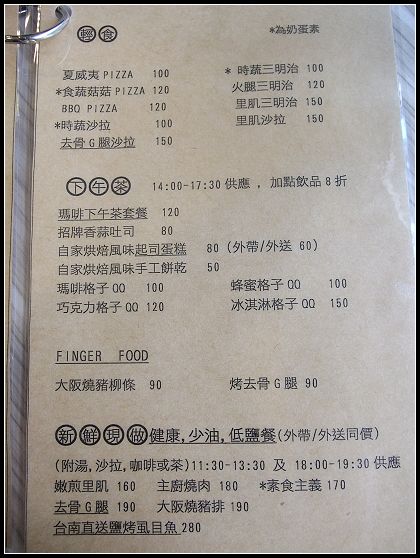 輕食 *為奶蛋素
夏威夷 PIZZA 100 * 時蔬三明治 100
*食蔬菇菇 PIZZA 120 火腿三明治 120
BBQ PIZZA 120 里肌三明治 150
*時蔬沙拉 100 里肌沙拉 150
去骨G腿沙拉 150
下午茶 14:00-17:30 供應 , 加點飲品8折
瑪啡下午茶套餐 120
招牌香蒜吐司 80
自家烘焙風味起司蛋糕 80 (外帶/外送 60)
自家烘焙風味手工餅乾 50
瑪啡格子QQ 100 蜂蜜格子QQ 100
巧克力格子QQ 120 冰淇淋格子QQ 150
FINGER FOOD
大阪燒豬柳條 90 烤去骨G腿 90
新鮮現做健康,少油,低鹽餐(外帶/外送同價)
(附湯,沙拉,咖啡或茶)11:30-13:30 及 18:00-19:30 供應
嫩煎里肌 160 主廚燒肉 180 *素食主義 170
去骨G腿 190 大阪燒豬排 190
台南直送鹽烤虱目魚 280